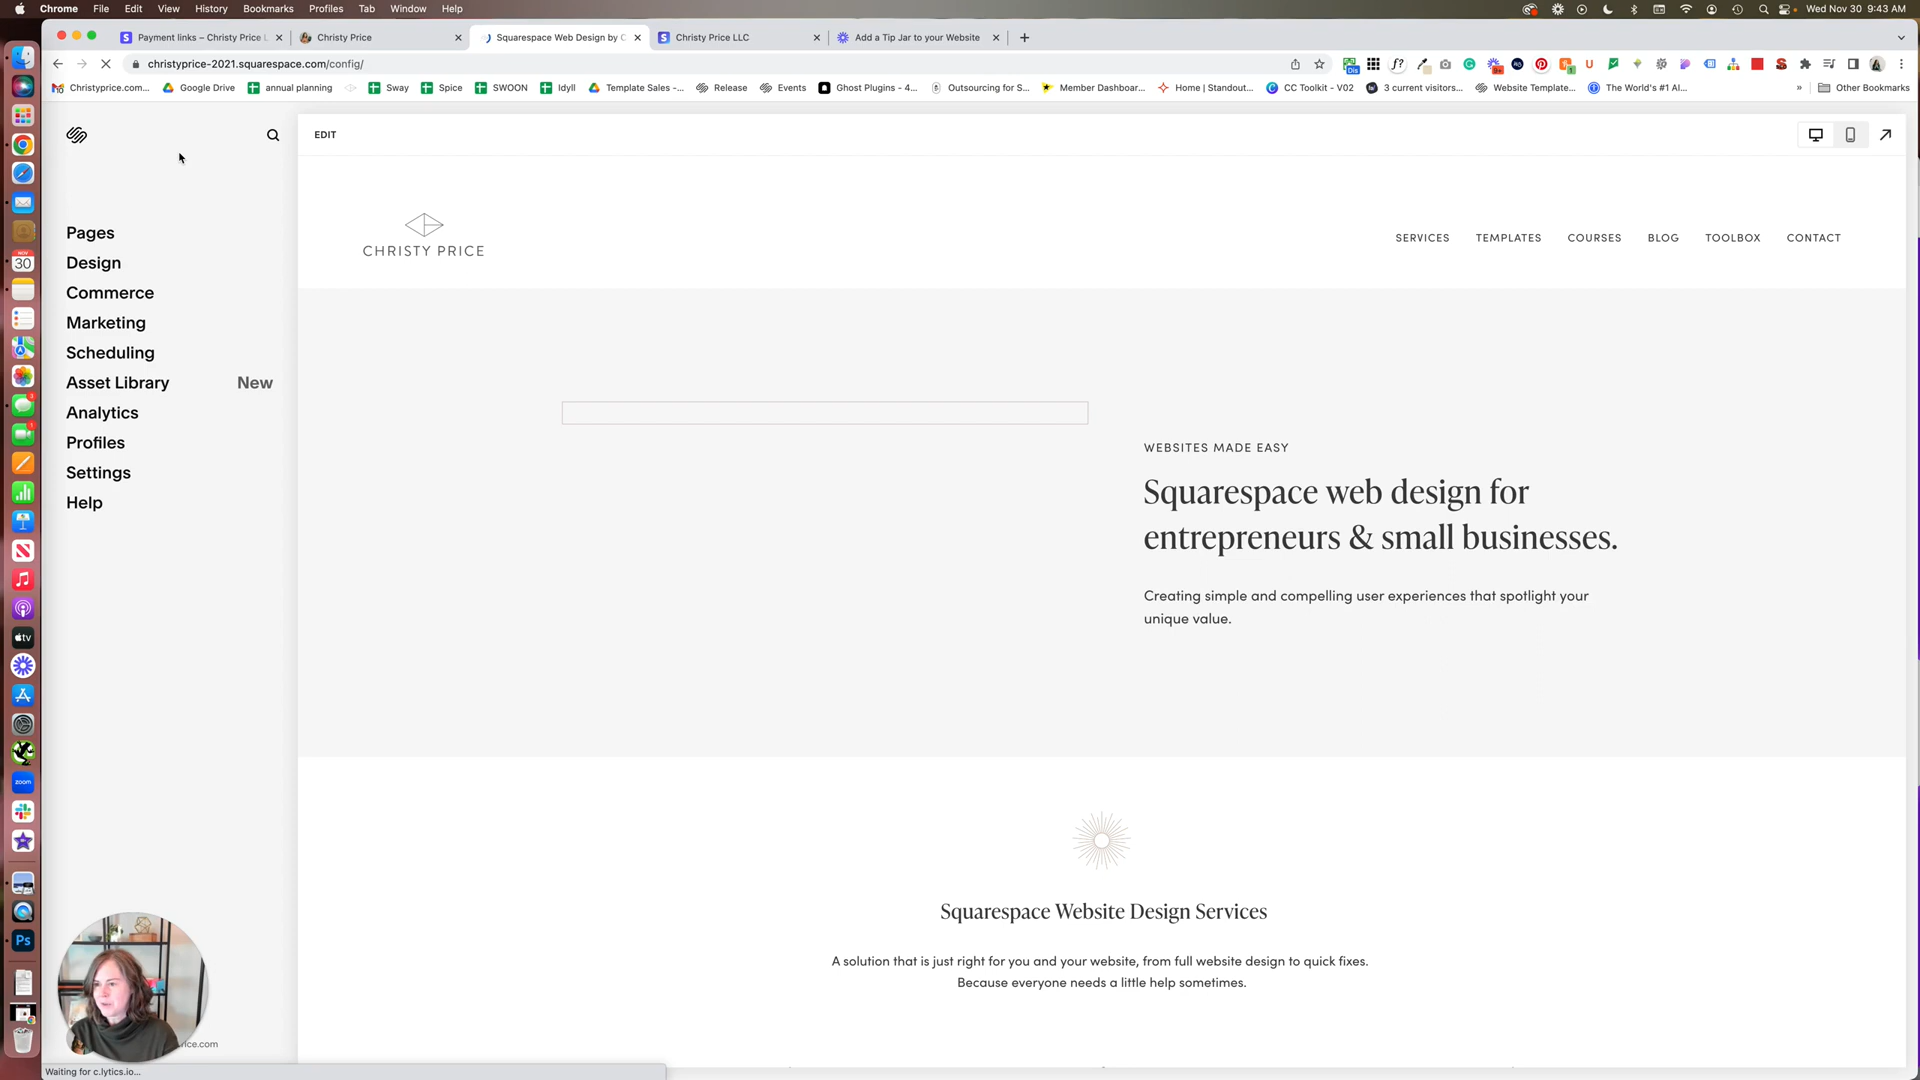 Chrome File Edit View History Bookmarks Profiles Tab Window Help
Wed Nov 30 9:43 AM
Payment links – Christy Price L
Christy Price
Squarespace Web Design by C
Christy Price LLC
Add a Tip Jar to your Website
christyprice-2021.squarespace.com/config/
Christyprice.com...
Google Drive
annual planning
Sway
Spice
SWOON
Idyll
Template Sales -...
Release
Events
Ghost Plugins - 4...
Outsourcing for S...
Member Dashboar...
Home | Standout...
CC Toolkit - V02
3 current visitors...
Website Template...
The World's #1 AI...
»
Other Bookmarks
EDIT
Pages
Design
Commerce
Marketing
Scheduling
Asset Library New
Analytics
Profiles
Settings
Help
CHRISTY PRICE
SERVICES TEMPLATES COURSES BLOG TOOLBOX CONTACT
WEBSITES MADE EASY
Squarespace web design for
entrepreneurs & small businesses.
Creating simple and compelling user experiences that spotlight your
unique value.
Squarespace Website Design Services
A solution that is just right for you and your website, from full website design to quick fixes.
Because everyone needs a little help sometimes.
rice.com
Waiting for c.lytics.io...
NOV
30
tv
zoom
Ps